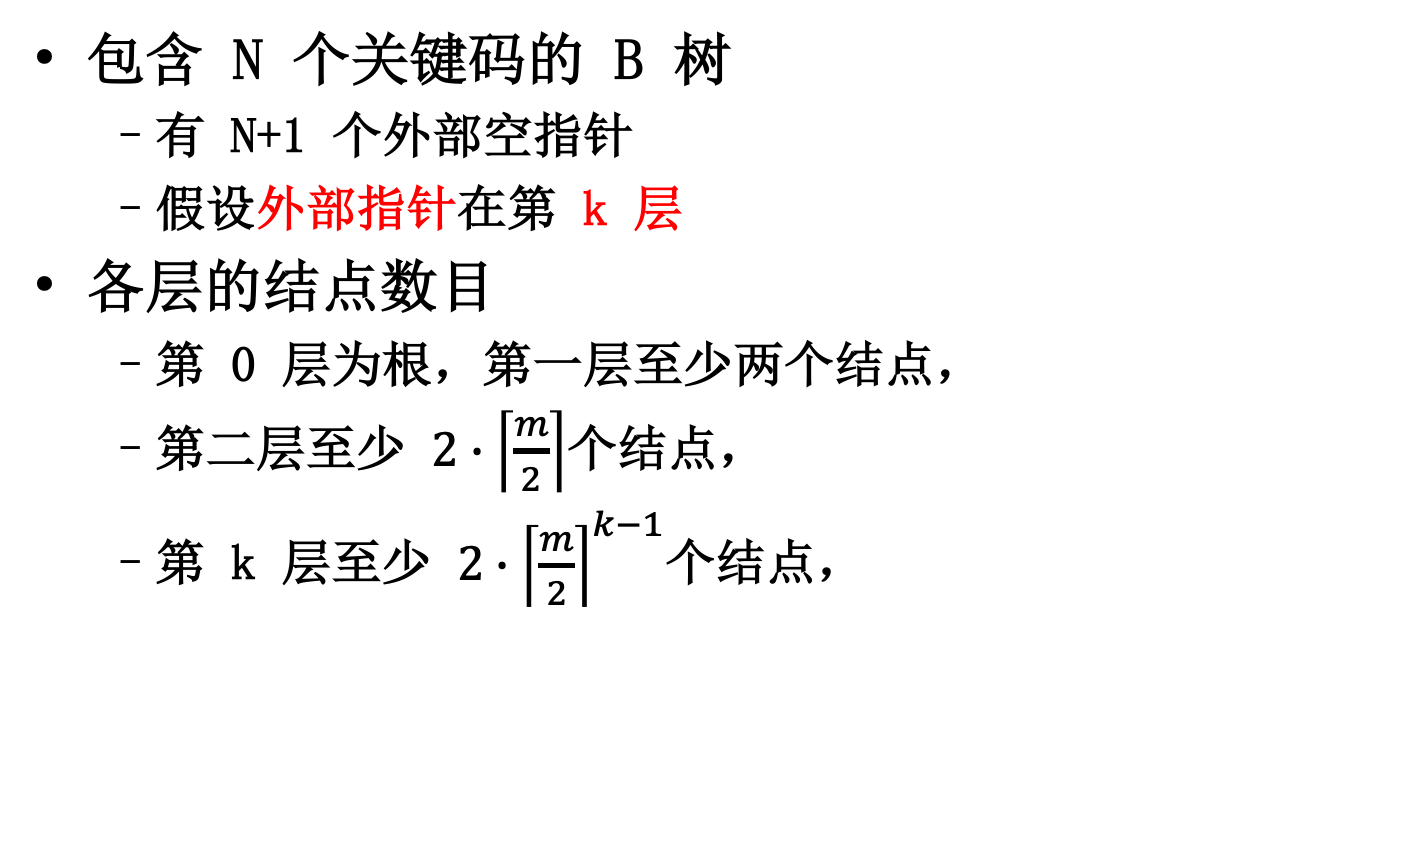 • 包含 N 个关键码的 B 树
– 有 N+1 个外部空指针
– 假设外部指针在第 k 层
• 各层的结点数目
– 第 0 层为根，第一层至少两个结点，
– 第二层至少 2·⌈m/2⌉个结点，
– 第 k 层至少 2·⌈m/2⌉^{k−1}个结点，